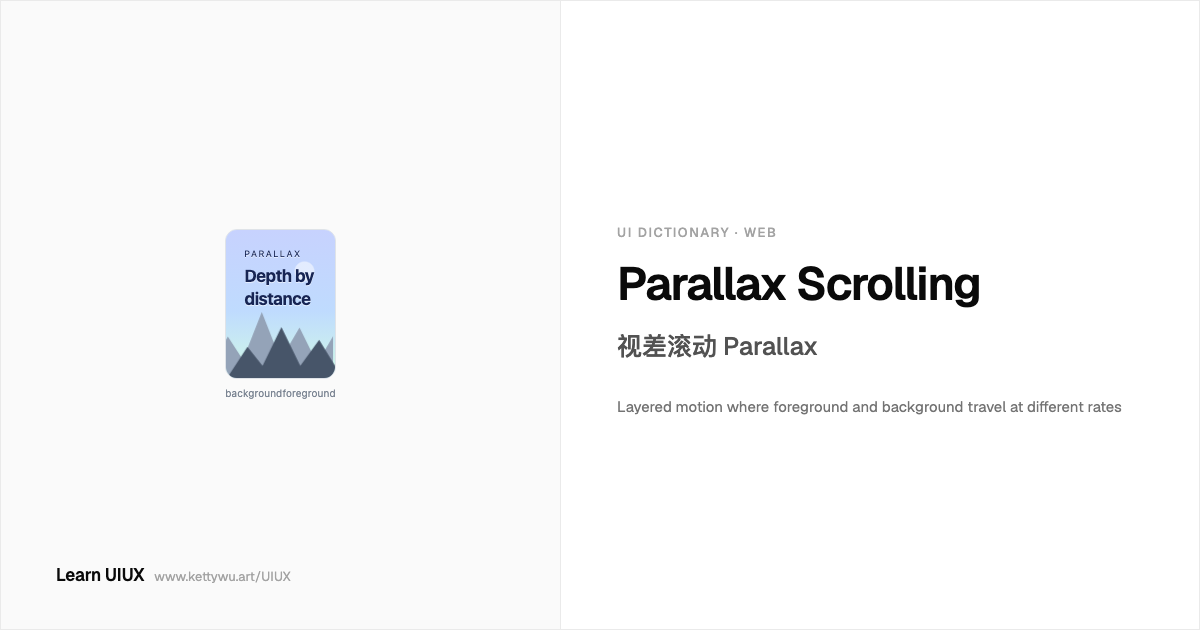 PARALLAX
Depth by
distance
backgroundforeground
Learn UIUX www.kettywu.art/UIUX
UI DICTIONARY · WEB
Parallax Scrolling
视差滚动 Parallax
Layered motion where foreground and background travel at different rates